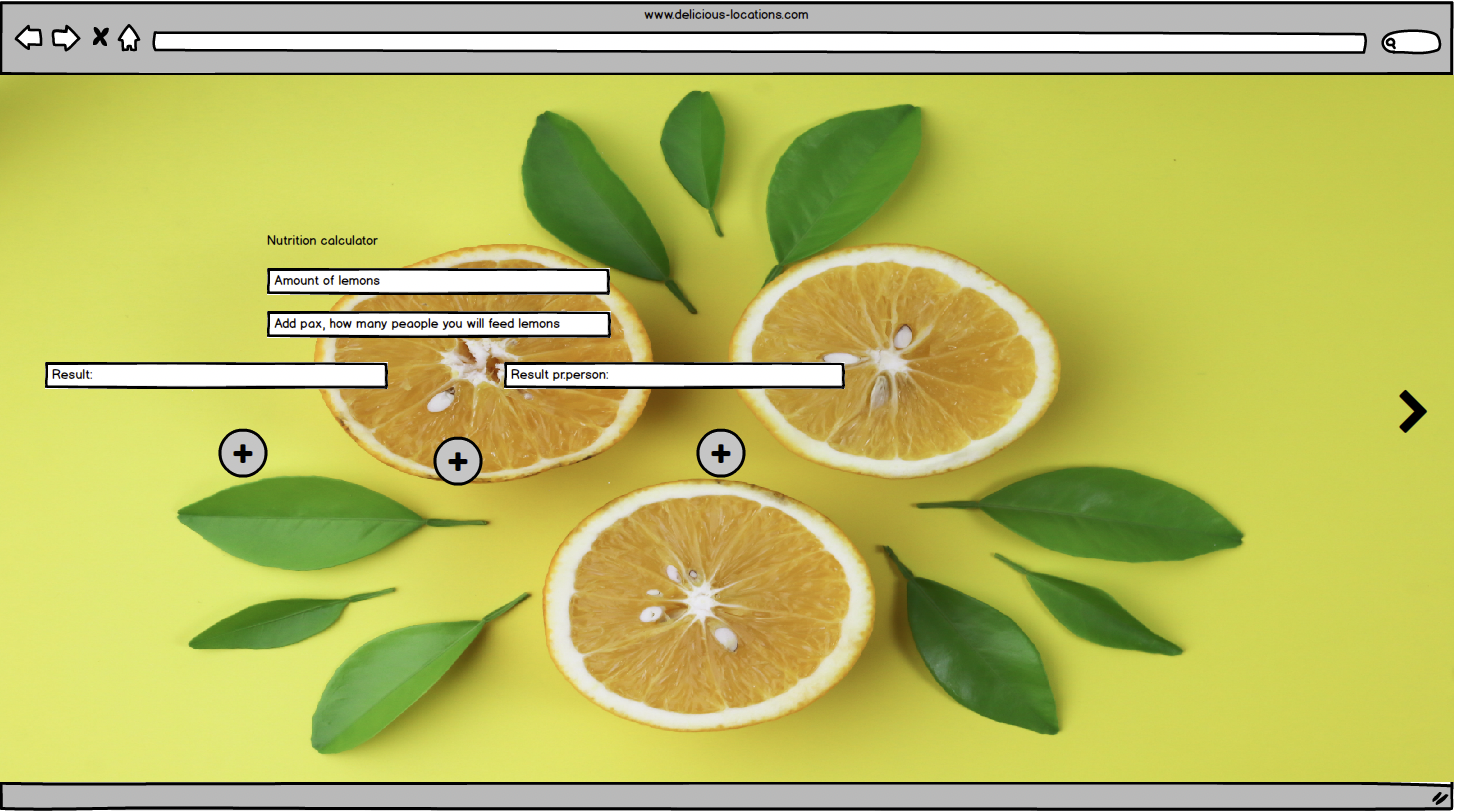 www.delicious-locations.com
Nutrition calculator
Amount of lemons
Add pax, how many peaople you will feed lemons
Result:
Result pr.person: